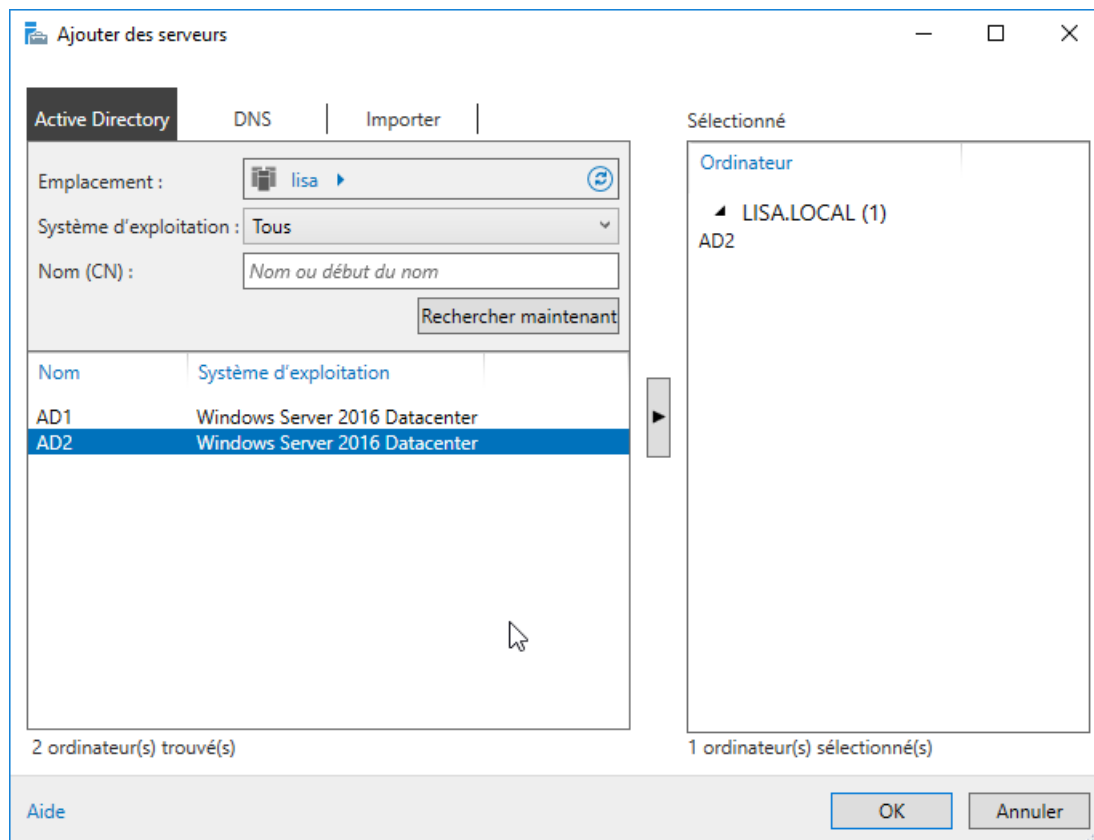 Ajouter des serveurs
Active Directory DNS Importer
Emplacement : lisa
Système d'exploitation : Tous
Nom (CN) : Nom ou début du nom
Rechercher maintenant
Nom Système d'exploitation
AD1 Windows Server 2016 Datacenter
AD2 Windows Server 2016 Datacenter
2 ordinateur(s) trouvé(s)
Sélectionné
Ordinateur
LISA.LOCAL (1)
AD2
1 ordinateur(s) sélectionné(s)
Aide OK Annuler